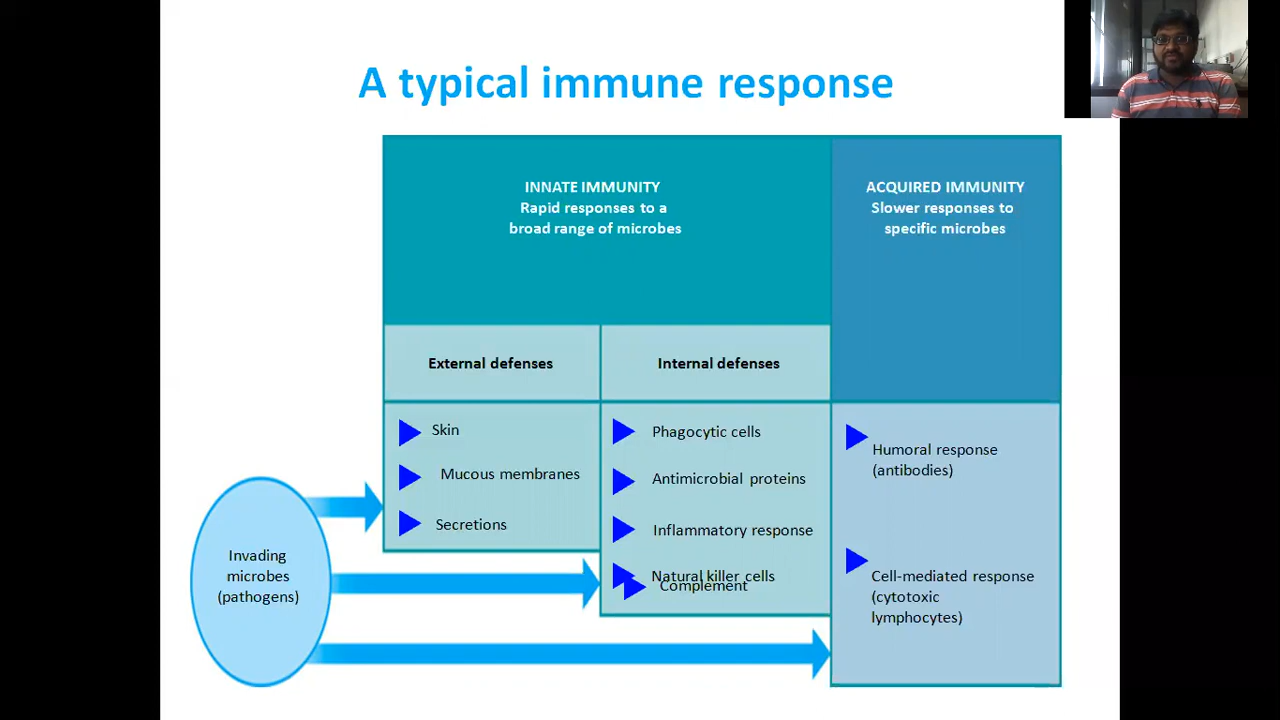 A typical immune response
INNATE IMMUNITY
Rapid responses to a
broad range of microbes
ACQUIRED IMMUNITY
Slower responses to
specific microbes
External defenses
Internal defenses
Skin
Mucous membranes
Secretions
Phagocytic cells
Antimicrobial proteins
Inflammatory response
Natural killer cells
Complement
Humoral response
(antibodies)
Cell-mediated response
(cytotoxic
lymphocytes)
Invading
microbes
(pathogens)